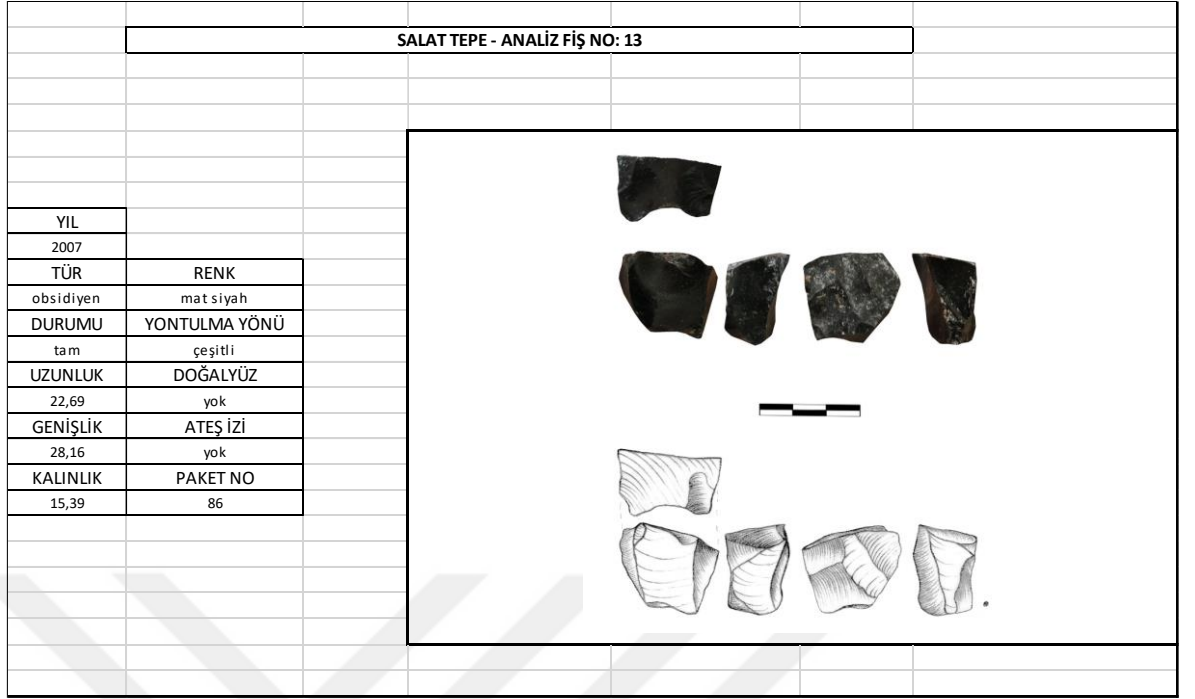 SALAT TEPE - ANALİZ FİŞ NO: 13
YIL
2007
TÜR RENK
obsidiyen mat siyah
DURUMU YONTULMA YÖNÜ
tam çeşitli
UZUNLUK DOĞALYÜZ
22,69 yok
GENİŞLİK ATEŞ İZİ
28,16 yok
KALINLIK PAKET NO
15,39 86